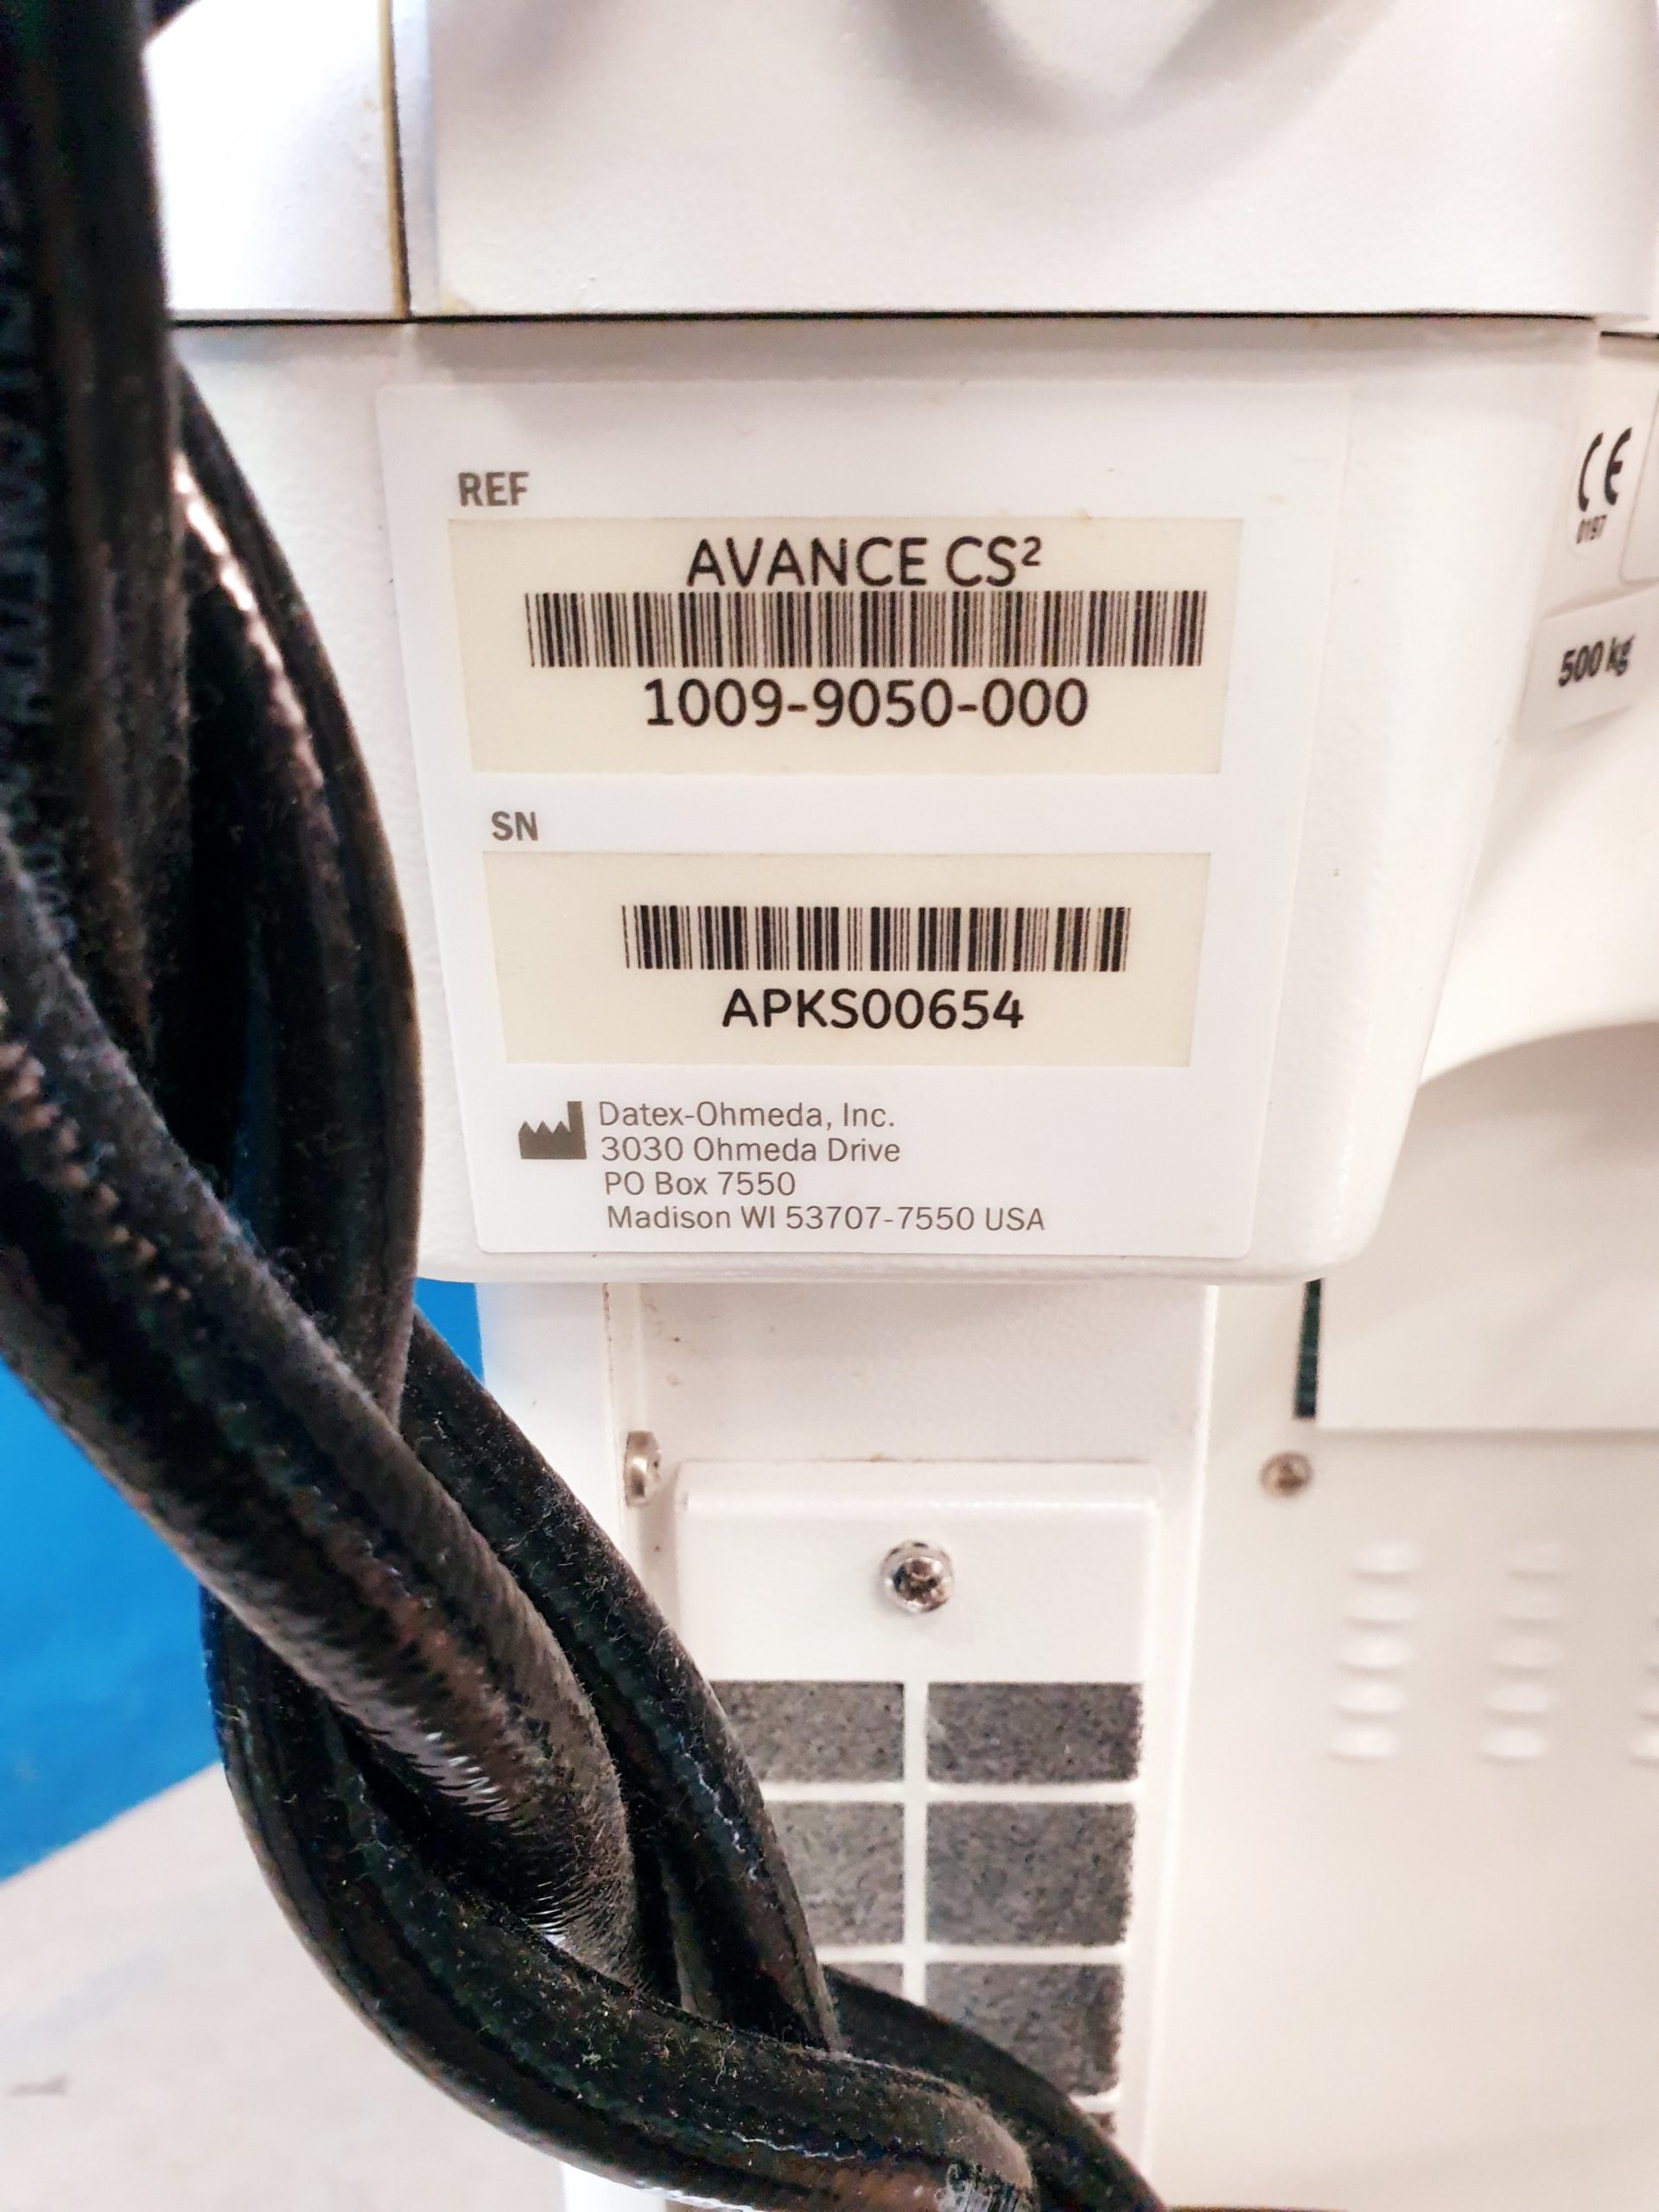 REF
AVANCE CS²
1009-9050-000
SN
APKS00654
Datex-Ohmeda, Inc.
3030 Ohmeda Drive
PO Box 7550
Madison WI 53707-7550 USA
CE
0197
500 kg